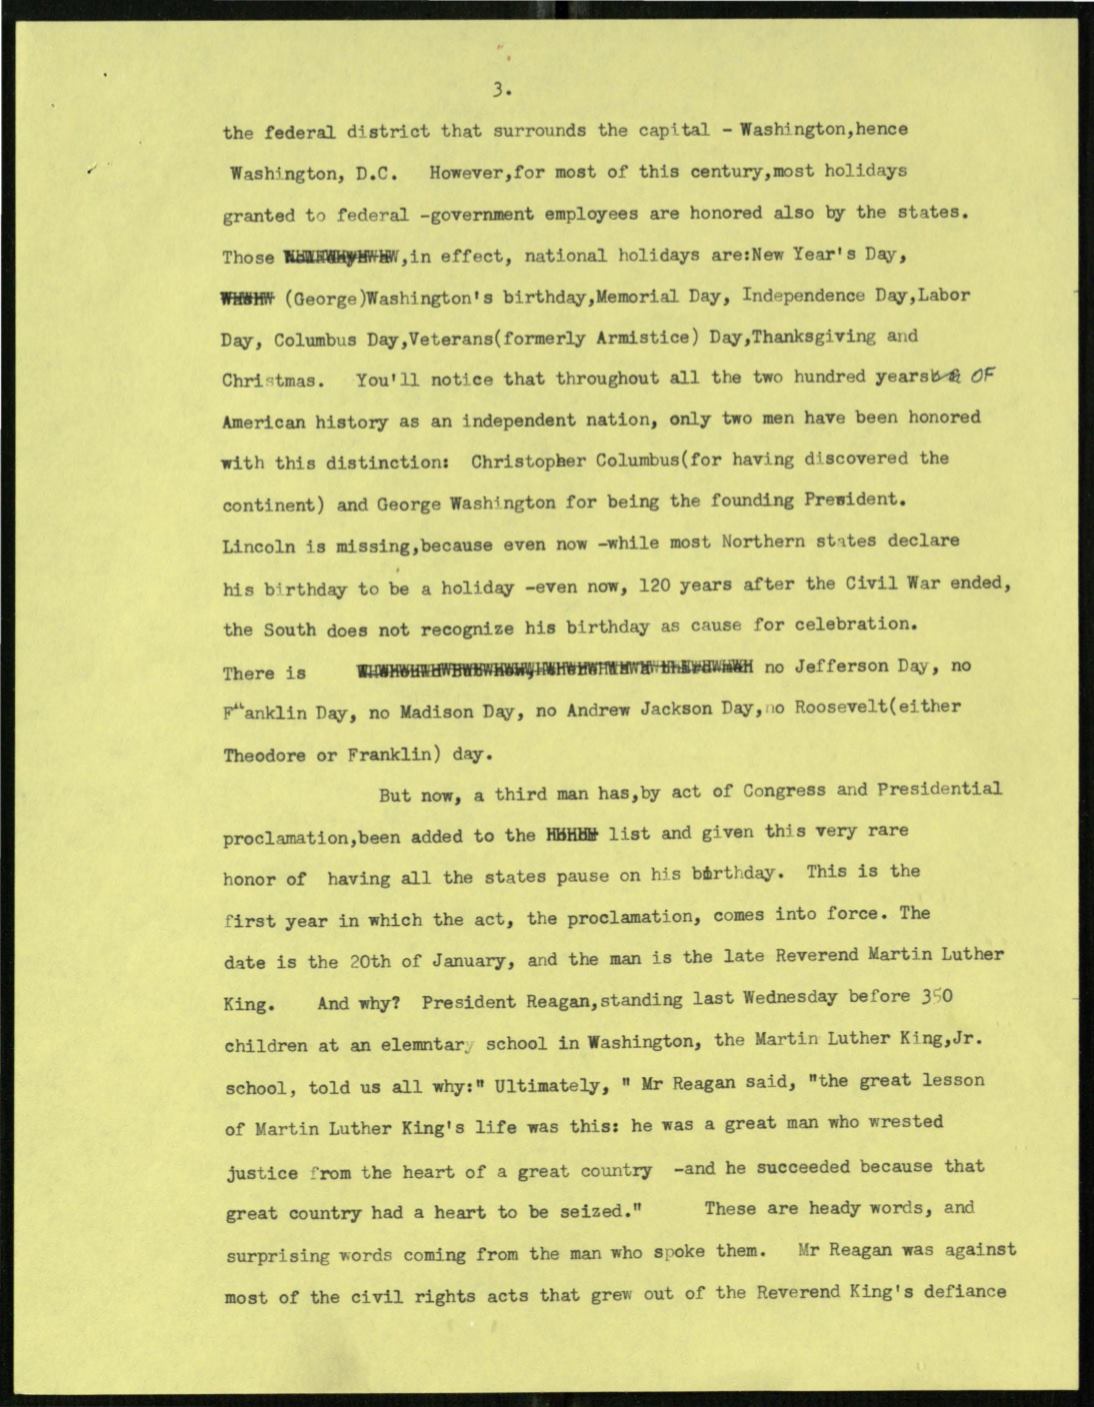 3.
the federal district that surrounds the capital - Washington,hence
Washington, D.C. However,for most of this century,most holidays
granted to federal -government employees are honored also by the states.
Those ,in effect, national holidays are:New Year's Day,
(George)Washington's birthday,Memorial Day, Independence Day,Labor
Day, Columbus Day,Veterans(formerly Armistice) Day,Thanksgiving and
Christmas. You'll notice that throughout all the two hundred years OF
American history as an independent nation, only two men have been honored
with this distinction: Christopher Columbus(for having discovered the
continent) and George Washington for being the founding President.
Lincoln is missing,because even now -while most Northern states declare
his birthday to be a holiday -even now, 120 years after the Civil War ended,
the South does not recognize his birthday as cause for celebration.
There is no Jefferson Day, no
Franklin Day, no Madison Day, no Andrew Jackson Day,no Roosevelt(either
Theodore or Franklin) day.
But now, a third man has,by act of Congress and Presidential
proclamation,been added to the list and given this very rare
honor of having all the states pause on his birthday. This is the
first year in which the act, the proclamation, comes into force. The
date is the 20th of January, and the man is the late Reverend Martin Luther
King. And why? President Reagan,standing last Wednesday before 350
children at an elemntary school in Washington, the Martin Luther King,Jr.
school, told us all why:" Ultimately, " Mr Reagan said, "the great lesson
of Martin Luther King's life was this: he was a great man who wrested
justice from the heart of a great country -and he succeeded because that
great country had a heart to be seized." These are heady words, and
surprising words coming from the man who spoke them. Mr Reagan was against
most of the civil rights acts that grew out of the Reverend King's defiance